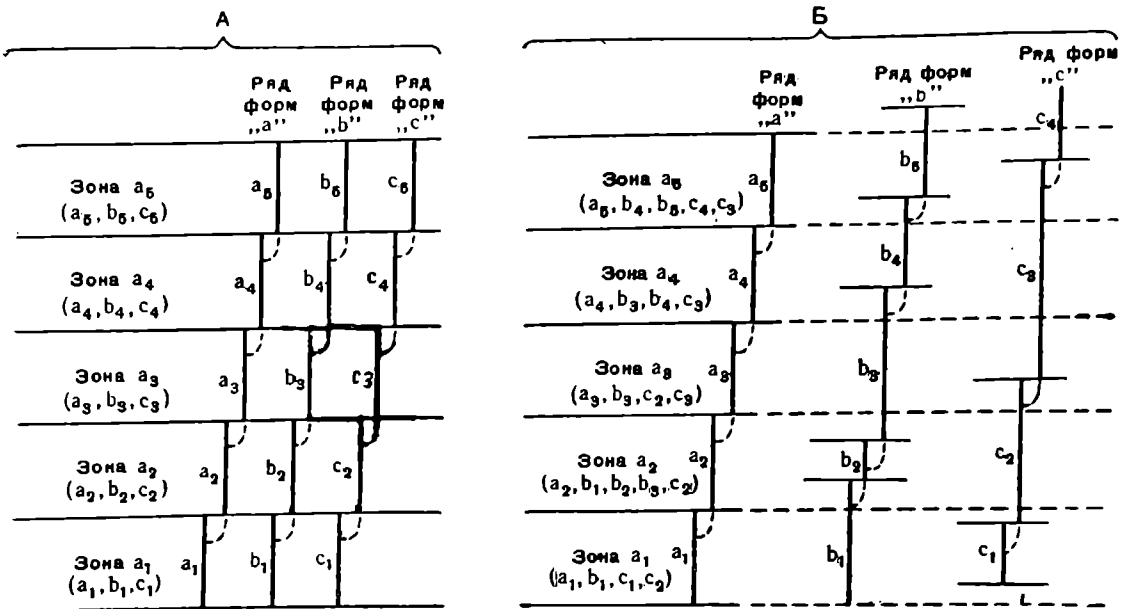 А
Ряд
форм
„a”
Ряд
форм
„b”
Ряд
форм
„c”
Зона a₅
(a₅, b₅, c₅)
a₅
b₅
c₅
Зона a₄
(a₄, b₄, c₄)
a₄
b₄
c₄
Зона a₃
(a₃, b₃, c₃)
a₃
b₃
c₃
Зона a₂
(a₂, b₂, c₂)
a₂
b₂
c₂
Зона a₁
(a₁, b₁, c₁)
a₁
b₁
c₁
Б
Ряд
форм
„a”
Ряд форм
„b”
Ряд форм
„c”
Зона a₅
(a₅, b₄, b₅, c₄, c₃)
a₅
b₅
c₄
Зона a₄
(a₄, b₃, b₄, c₃)
a₄
b₄
c₃
Зона a₃
(a₃, b₃, c₂, c₃)
a₃
b₃
Зона a₂
(a₂, b₁, b₂, b₃, c₂)
a₂
b₂
c₂
Зона a₁
(a₁, b₁, c₁, c₂)
a₁
b₁
c₁